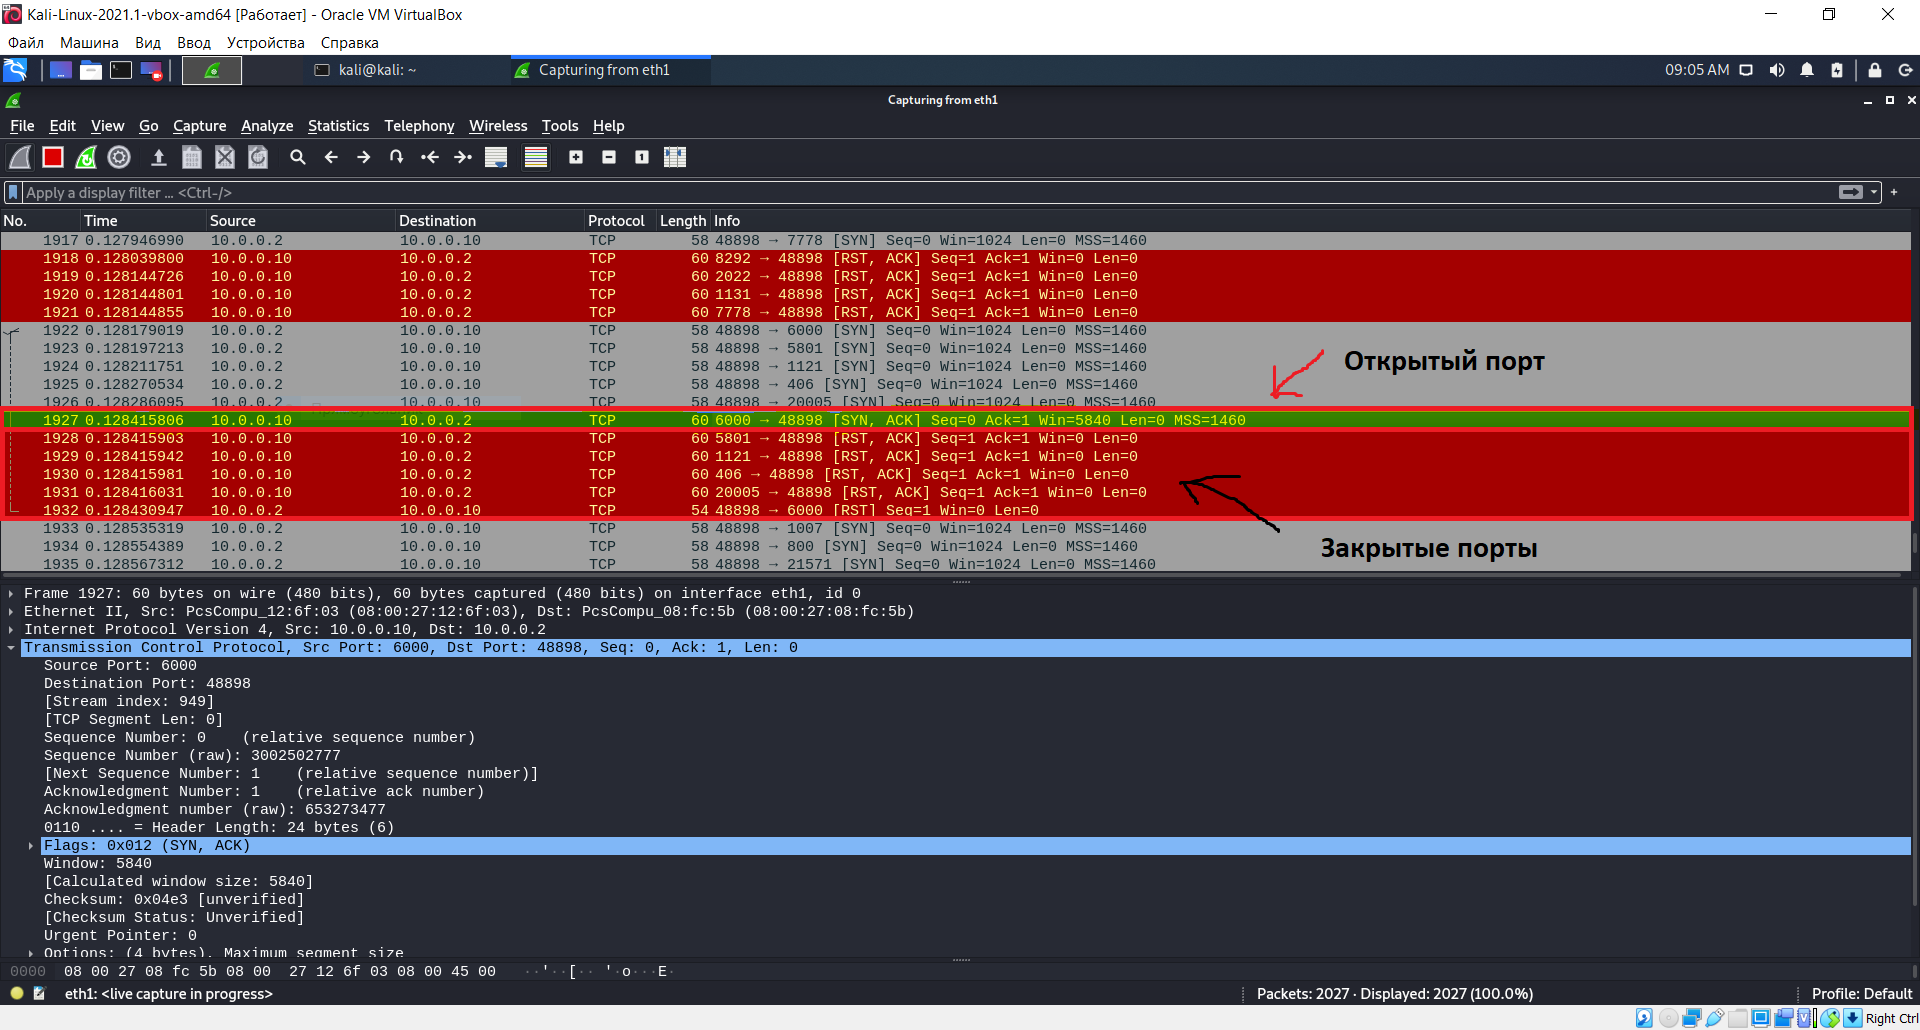 Kali-Linux-2021.1-vbox-amd64 [Работает] - Oracle VM VirtualBox
Файл Машина Вид Ввод Устройства Справка
kali@kali: ~ Capturing from eth1 09:05 AM
Capturing from eth1
File Edit View Go Capture Analyze Statistics Telephony Wireless Tools Help
Apply a display filter ... <Ctrl-/>
No. Time Source Destination Protocol Length Info
1917 0.127946990 10.0.0.2 10.0.0.10 TCP 58 48898 → 7778 [SYN] Seq=0 Win=1024 Len=0 MSS=1460
1918 0.128039800 10.0.0.10 10.0.0.2 TCP 60 8292 → 48898 [RST, ACK] Seq=1 Ack=1 Win=0 Len=0
1919 0.128144726 10.0.0.10 10.0.0.2 TCP 60 2022 → 48898 [RST, ACK] Seq=1 Ack=1 Win=0 Len=0
1920 0.128144801 10.0.0.10 10.0.0.2 TCP 60 1131 → 48898 [RST, ACK] Seq=1 Ack=1 Win=0 Len=0
1921 0.128144855 10.0.0.10 10.0.0.2 TCP 60 7778 → 48898 [RST, ACK] Seq=1 Ack=1 Win=0 Len=0
1922 0.128179019 10.0.0.2 10.0.0.10 TCP 58 48898 → 6000 [SYN] Seq=0 Win=1024 Len=0 MSS=1460
1923 0.128197213 10.0.0.2 10.0.0.10 TCP 58 48898 → 5801 [SYN] Seq=0 Win=1024 Len=0 MSS=1460
1924 0.128211751 10.0.0.2 10.0.0.10 TCP 58 48898 → 1121 [SYN] Seq=0 Win=1024 Len=0 MSS=1460
Открытый порт
1925 0.128270534 10.0.0.2 10.0.0.10 TCP 58 48898 → 406 [SYN] Seq=0 Win=1024 Len=0 MSS=1460
1926 0.128286095 10.0.0.2 10.0.0.10 TCP 58 48898 → 20005 [SYN] Seq=0 Win=1024 Len=0 MSS=1460
1927 0.128415806 10.0.0.10 10.0.0.2 TCP 60 6000 → 48898 [SYN, ACK] Seq=0 Ack=1 Win=5840 Len=0 MSS=1460
1928 0.128415903 10.0.0.10 10.0.0.2 TCP 60 5801 → 48898 [RST, ACK] Seq=1 Ack=1 Win=0 Len=0
1929 0.128415942 10.0.0.10 10.0.0.2 TCP 60 1121 → 48898 [RST, ACK] Seq=1 Ack=1 Win=0 Len=0
1930 0.128415981 10.0.0.10 10.0.0.2 TCP 60 406 → 48898 [RST, ACK] Seq=1 Ack=1 Win=0 Len=0
1931 0.128416031 10.0.0.10 10.0.0.2 TCP 60 20005 → 48898 [RST, ACK] Seq=1 Ack=1 Win=0 Len=0
1932 0.128430947 10.0.0.2 10.0.0.10 TCP 54 48898 → 6000 [RST] Seq=1 Win=0 Len=0
1933 0.128535319 10.0.0.2 10.0.0.10 TCP 58 48898 → 1007 [SYN] Seq=0 Win=1024 Len=0 MSS=1460
1934 0.128554389 10.0.0.2 10.0.0.10 TCP 58 48898 → 800 [SYN] Seq=0 Win=1024 Len=0 MSS=1460
Закрытые порты
1935 0.128567312 10.0.0.2 10.0.0.10 TCP 58 48898 → 21571 [SYN] Seq=0 Win=1024 Len=0 MSS=1460
Frame 1927: 60 bytes on wire (480 bits), 60 bytes captured (480 bits) on interface eth1, id 0
Ethernet II, Src: PcsCompu_12:6f:03 (08:00:27:12:6f:03), Dst: PcsCompu_08:fc:5b (08:00:27:08:fc:5b)
Internet Protocol Version 4, Src: 10.0.0.10, Dst: 10.0.0.2
Transmission Control Protocol, Src Port: 6000, Dst Port: 48898, Seq: 0, Ack: 1, Len: 0
Source Port: 6000
Destination Port: 48898
[Stream index: 949]
[TCP Segment Len: 0]
Sequence Number: 0 (relative sequence number)
Sequence Number (raw): 3002502777
[Next Sequence Number: 1 (relative sequence number)]
Acknowledgment Number: 1 (relative ack number)
Acknowledgment number (raw): 653273477
0110 .... = Header Length: 24 bytes (6)
Flags: 0x012 (SYN, ACK)
Window: 5840
[Calculated window size: 5840]
Checksum: 0x04e3 [unverified]
[Checksum Status: Unverified]
Urgent Pointer: 0
Options: (4 bytes), Maximum segment size
0000 08 00 27 08 fc 5b 08 00 27 12 6f 03 08 00 45 00 ··'··[·· '·o···E·
eth1: <live capture in progress> Packets: 2027 · Displayed: 2027 (100.0%) Profile: Default
Right Ctrl